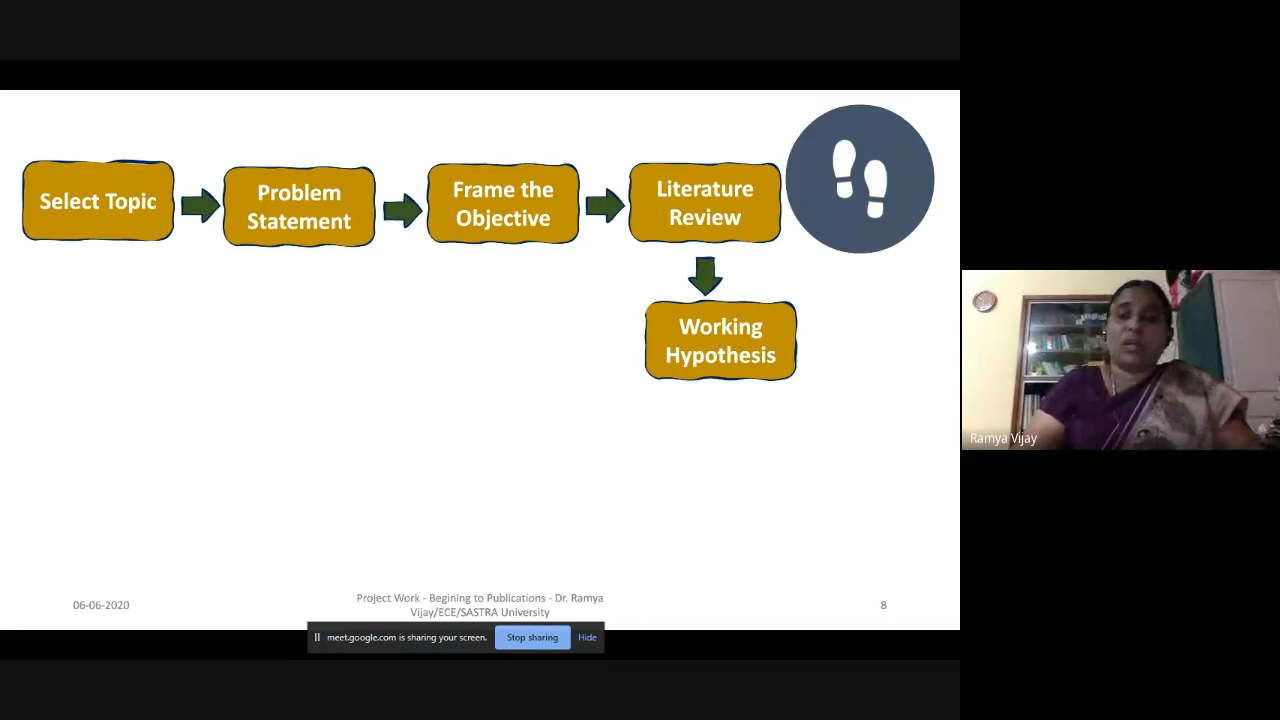 Select Topic
Problem
Statement
Frame the
Objective
Literature
Review
Working
Hypothesis
Ramya Vijay
06-06-2020
Project Work - Begining to Publications - Dr. Ramya
Vijay/ECE/SASTRA University
8
meet.google.com is sharing your screen.
Stop sharing
Hide